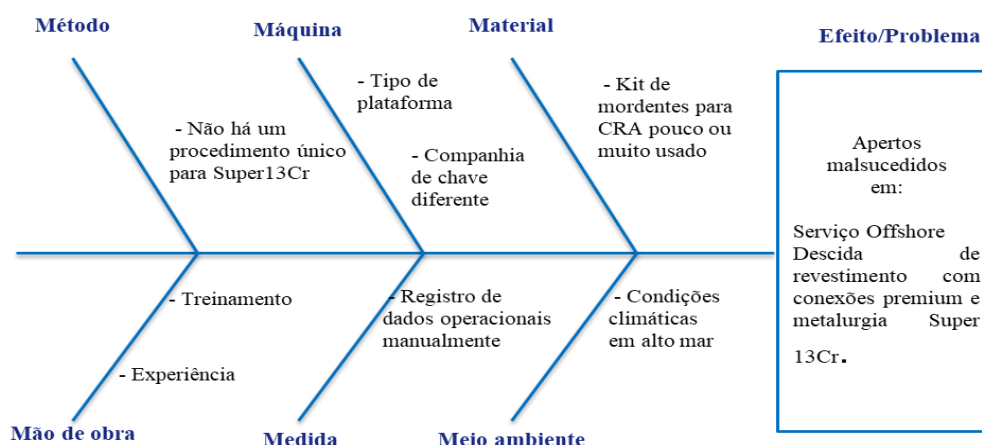 Método
Máquina
Material
Efeito/Problema
- Não há um
procedimento único
para Super13Cr
- Tipo de
plataforma
- Companhia
de chave
diferente
- Kit de
mordentes para
CRA pouco ou
muito usado
Apertos
malsucedidos
em:
Serviço Offshore
Descida de
revestimento com
conexões premium e
metalurgia Super
13Cr.
- Treinamento
- Experiência
- Registro de
dados operacionais
manualmente
- Condições
climáticas
em alto mar
Mão de obra
Medida
Meio ambiente